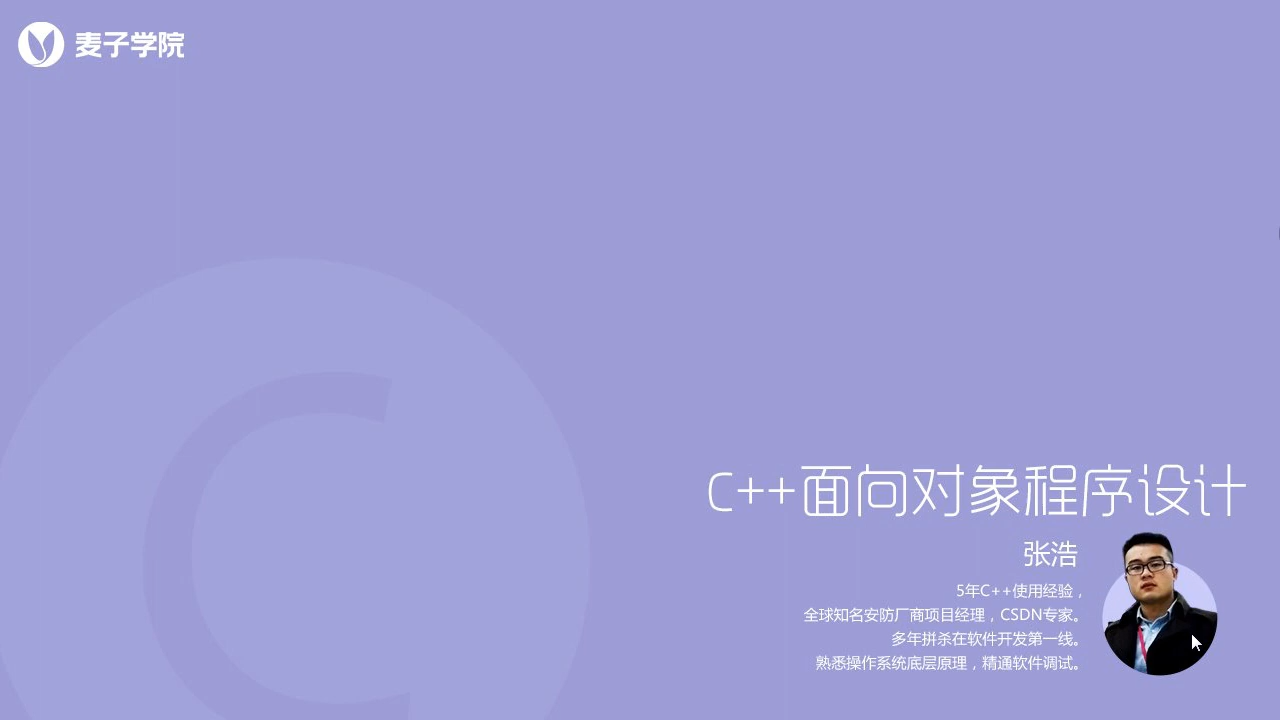 麦子学院
C++面向对象程序设计
张浩
5年C++使用经验，
全球知名安防厂商项目经理，CSDN专家。
多年拼杀在软件开发第一线。
熟悉操作系统底层原理，精通软件调试。